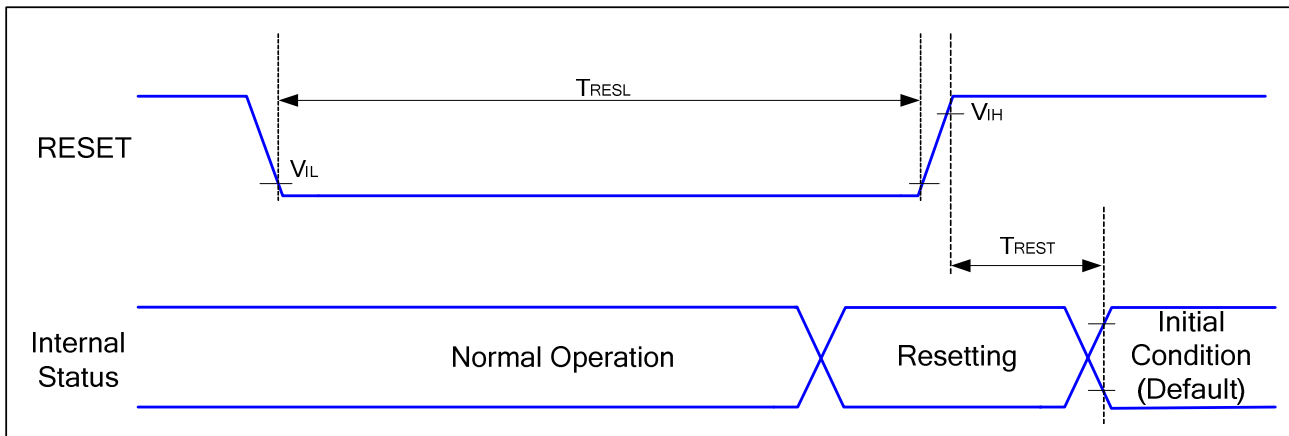 TRESL
VIH
RESET
VIL
TREST
Internal
Status
Normal Operation
Resetting
Initial
Condition
(Default)